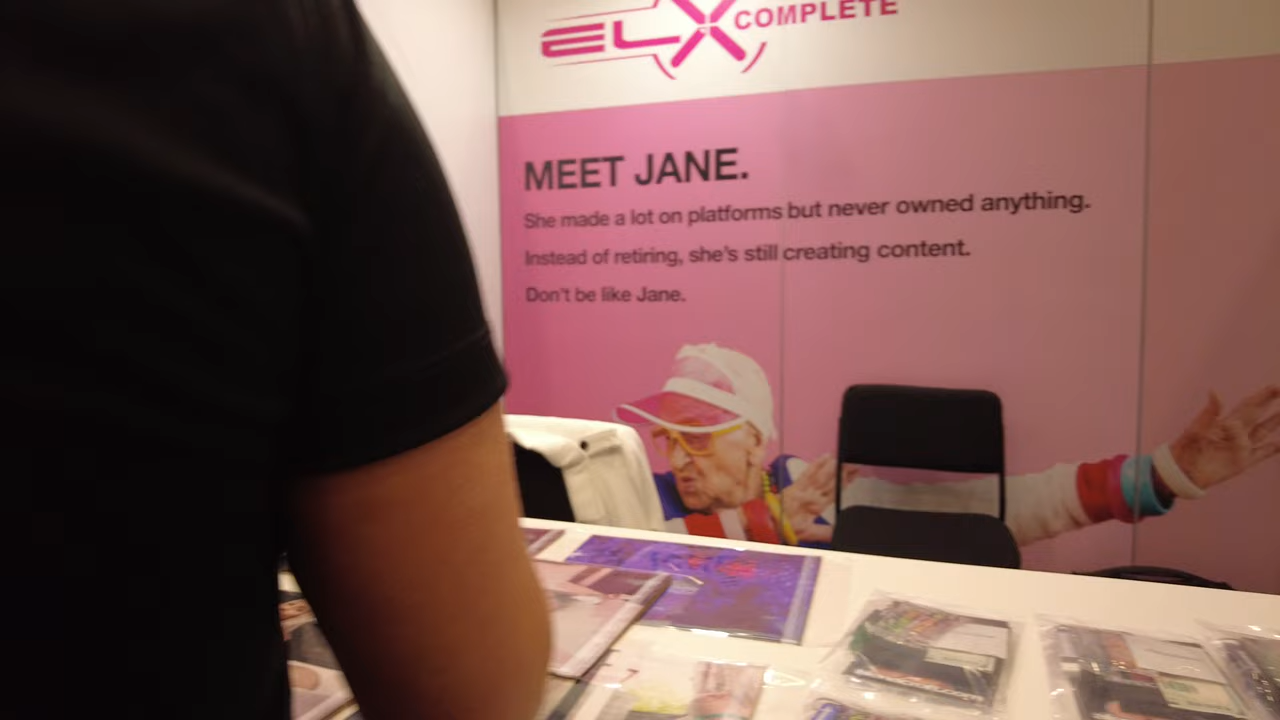 ELX COMPLETE
MEET JANE.
She made a lot on platforms but never owned anything.
Instead of retiring, she's still creating content.
Don't be like Jane.